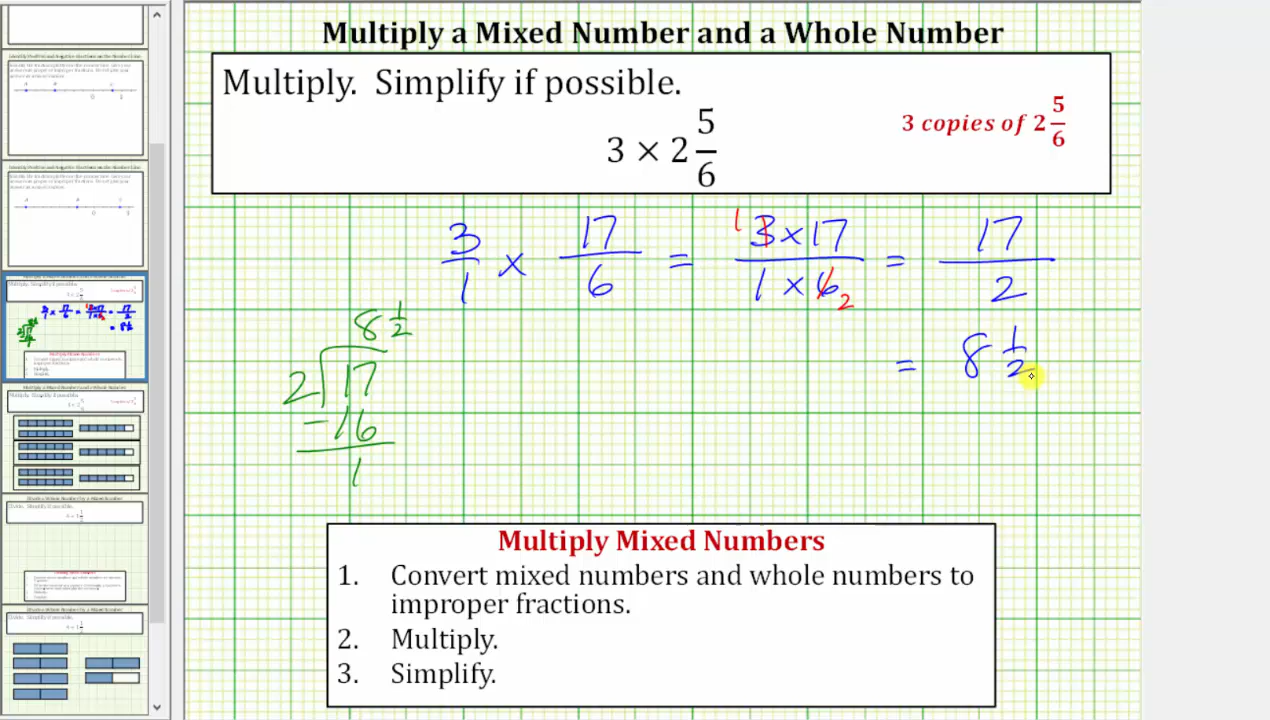 Multiply a Mixed Number and a Whole Number
Multiply. Simplify if possible.
3 × 2 5/6
3 copies of 2 5/6
3/1 × 17/6 = 1 3 × 17 / 1 × 6 2 = 17/2
= 8 1/2
8 1/2
2 17
-16
1
Multiply Mixed Numbers
1. Convert mixed numbers and whole numbers to
improper fractions.
2. Multiply.
3. Simplify.